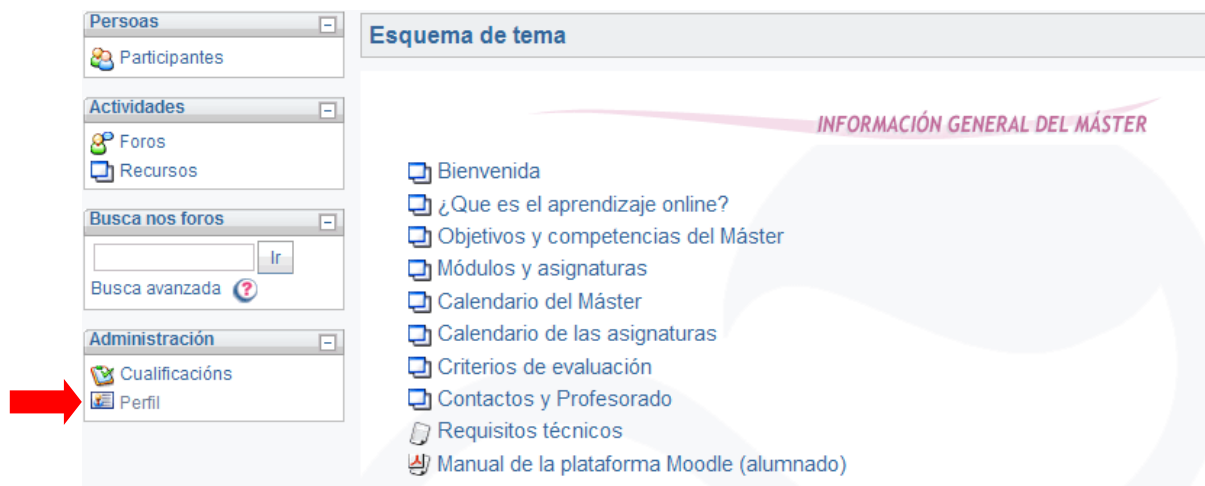 Persoas
Participantes
Actividades
Foros
Recursos
Busca nos foros
Ir
Busca avanzada
Administración
Cualificacións
Perfil
Esquema de tema
INFORMACIÓN GENERAL DEL MÁSTER
Bienvenida
¿Que es el aprendizaje online?
Objetivos y competencias del Máster
Módulos y asignaturas
Calendario del Máster
Calendario de las asignaturas
Criterios de evaluación
Contactos y Profesorado
Requisitos técnicos
Manual de la plataforma Moodle (alumnado)